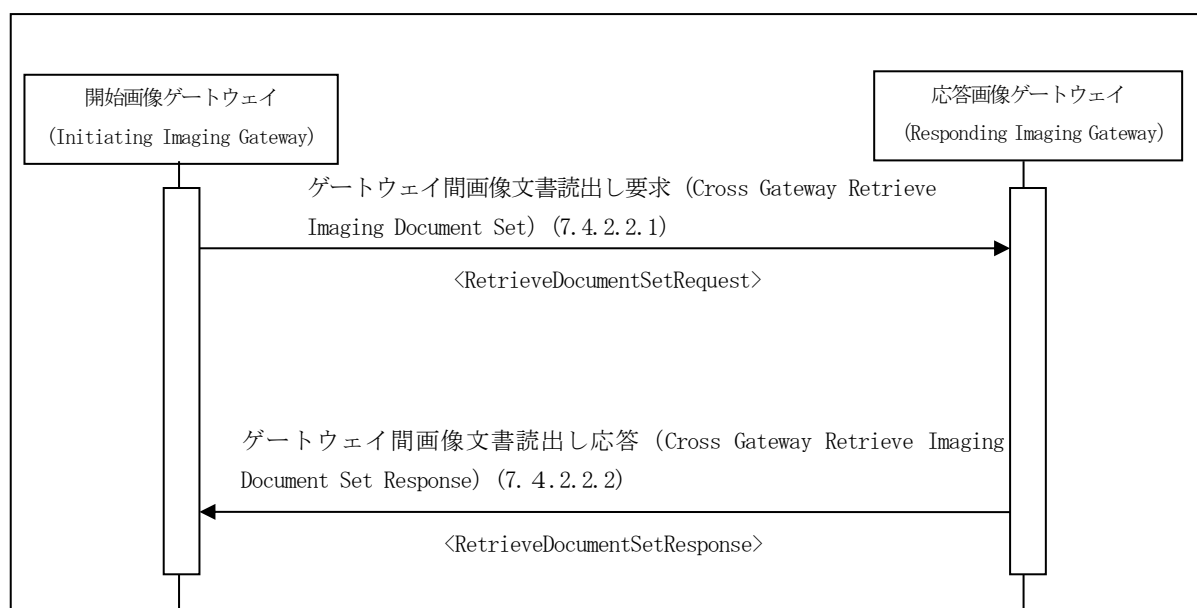 開始画像ゲートウェイ
(Initiating Imaging Gateway)
応答画像ゲートウェイ
(Responding Imaging Gateway)
ゲートウェイ間画像文書読出し要求 (Cross Gateway Retrieve
Imaging Document Set) (7.4.2.2.1)
<RetrieveDocumentSetRequest>
ゲートウェイ間画像文書読出し応答 (Cross Gateway Retrieve Imaging
Document Set Response) (7.４.2.2.2)
<RetrieveDocumentSetResponse>